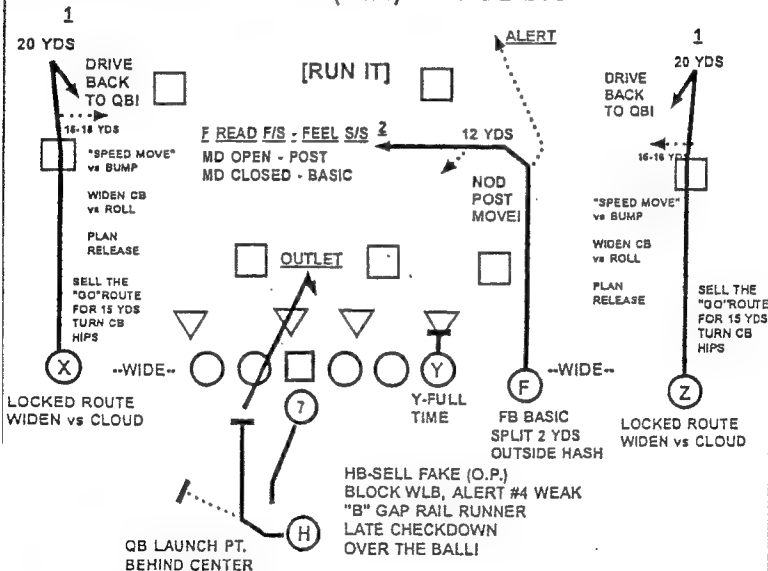 1
20 YDS
DRIVE
BACK
TO QB!
16-18 YDS
"SPEED MOVE"
vs BUMP
WIDEN CB
vs ROLL
PLAN
RELEASE
SELL THE
"GO"ROUTE
FOR 15 YDS
TURN CB
HIPS
X
LOCKED ROUTE
WIDEN vs CLOUD
[RUN IT]
F READ F/S - FEEL S/S 2
MD OPEN - POST
MD CLOSED - BASIC
ALERT
12 YDS
NOD
POST
MOVE!
OUTLET
--WIDE--
Y
Y-FULL
TIME
F
--WIDE--
FB BASIC
SPLIT 2 YDS
OUTSIDE HASH
7
H
HB-SELL FAKE (O.P.)
BLOCK WLB, ALERT #4 WEAK
"B" GAP RAIL RUNNER
LATE CHECKDOWN
OVER THE BALL!
QB LAUNCH PT.
BEHIND CENTER
1
20 YDS
DRIVE
BACK
TO QB!
"SPEED MOVE"
vs BUMP
WIDEN CB
vs ROLL
PLAN
RELEASE
SELL THE
"GO"ROUTE
FOR 15 YDS
TURN CB
HIPS
Z
LOCKED ROUTE
WIDEN vs CLOUD